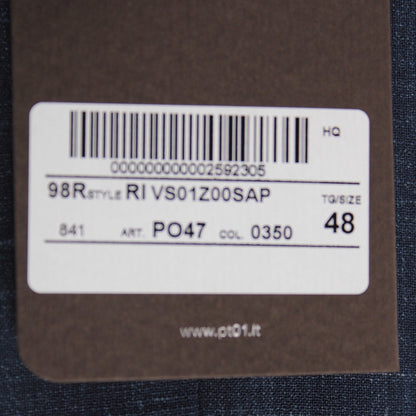 HQ
000000000002592305
98R STYLE RI VS01Z00SAP
TG/SIZE
841 ART. PO47 COL. 0350 48
www.pt01.it